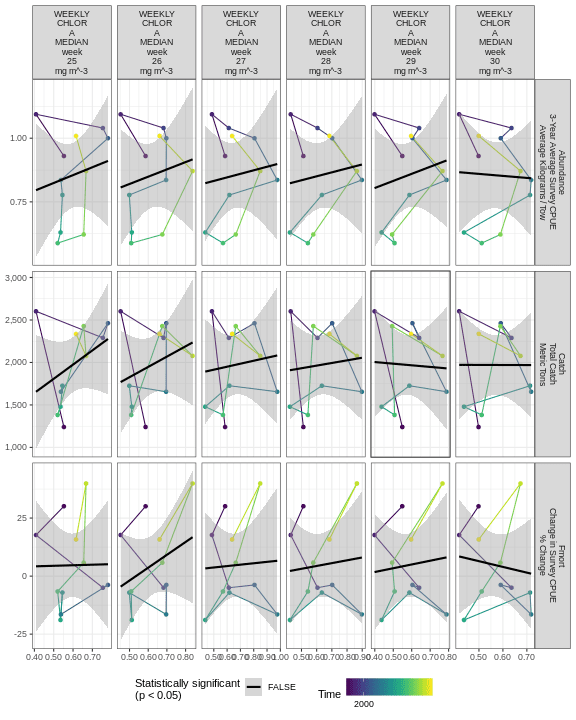 WEEKLY
CHLOR
A
MEDIAN
week
25
mg m^-3
WEEKLY
CHLOR
A
MEDIAN
week
26
mg m^-3
WEEKLY
CHLOR
A
MEDIAN
week
27
mg m^-3
WEEKLY
CHLOR
A
MEDIAN
week
28
mg m^-3
WEEKLY
CHLOR
A
MEDIAN
week
29
mg m^-3
WEEKLY
CHLOR
A
MEDIAN
week
30
mg m^-3
1.00
0.75
Abundance
3-Year Average Survey CPUE
Average Kilograms / Tow
3,000
2,500
2,000
1,500
1,000
Catch
Total Catch
Metric Tons
25
0
-25
Fmort
Change in Survey CPUE
% Change
0.40 0.50 0.60 0.70
0.50 0.60 0.70 0.80
0.50 0.60 0.70 0.80 0.90 1.00
0.50 0.60 0.70 0.80 0.90
0.40 0.50 0.60 0.70 0.80
0.50 0.60 0.70
Statistically significant
(p < 0.05)
FALSE
Time
2000